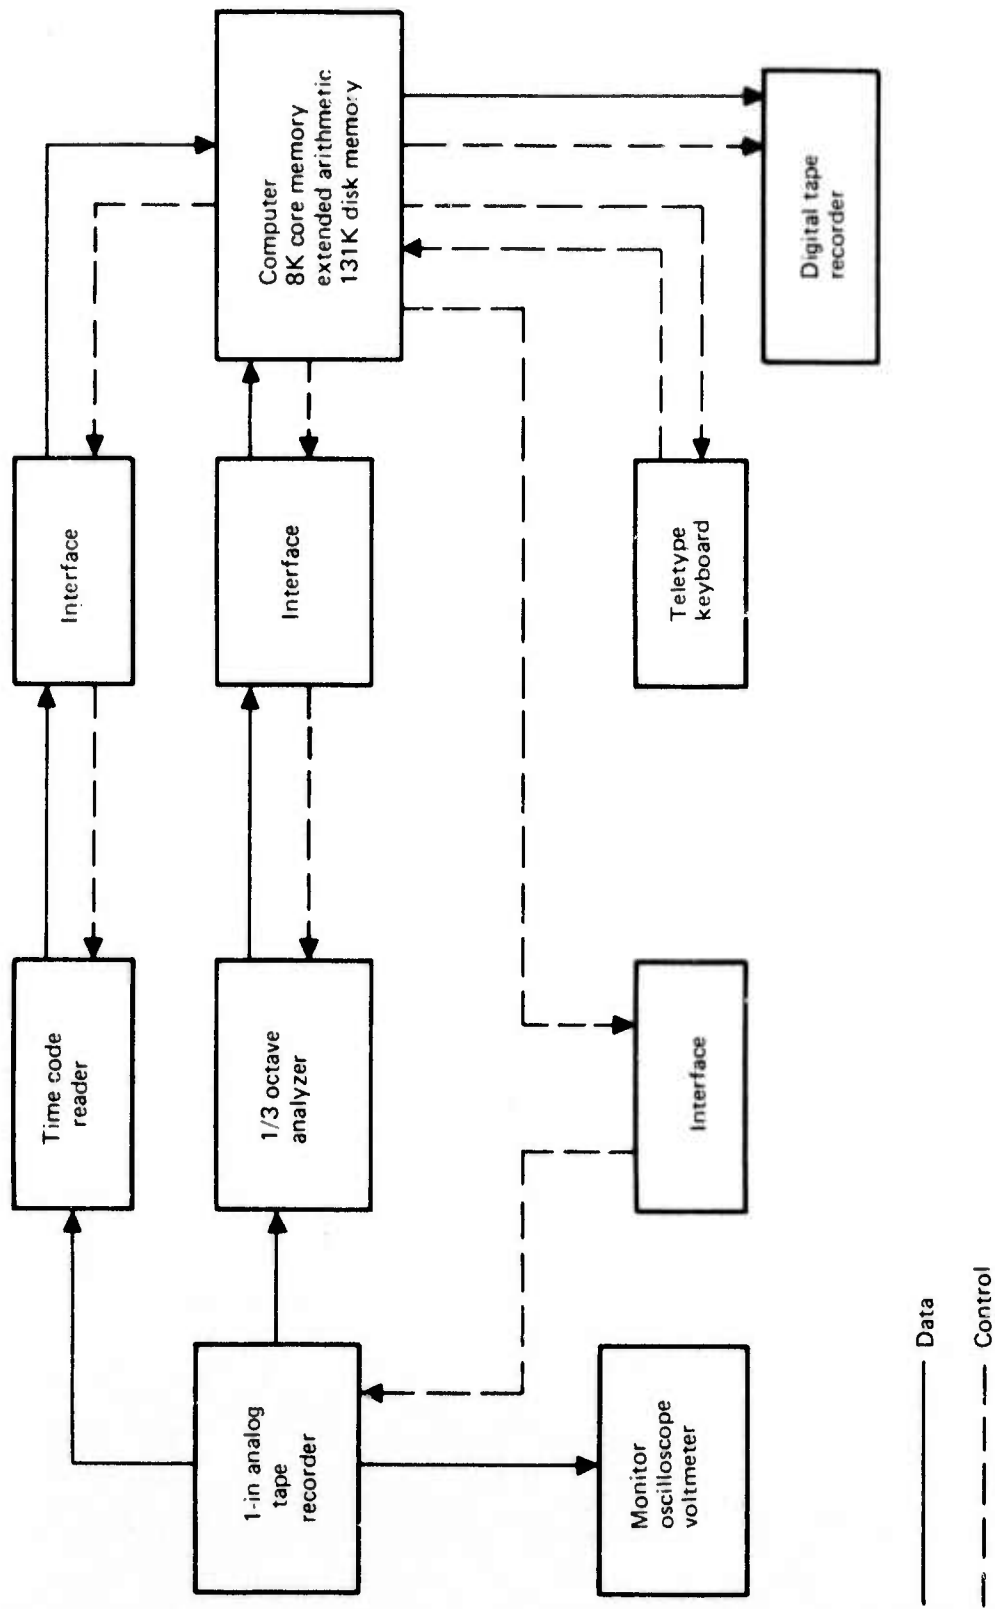 Time code
reader
Interface
1-in analog
tape
recorder
1/3 octave
analyzer
Interface
Computer
8K core memory
extended arithmetic
131K disk memory
Monitor
oscilloscope
voltmeter
Interface
Teletype
keyboard
Digital tape
recorder
Data
Control